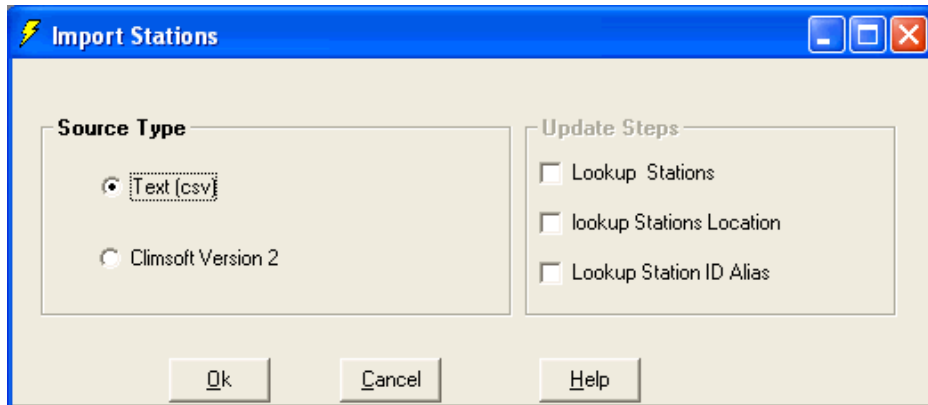 Import Stations
Source Type
Text (csv)
Climsoft Version 2
Update Steps
Lookup Stations
lookup Stations Location
Lookup Station ID Alias
Ok
Cancel
Help